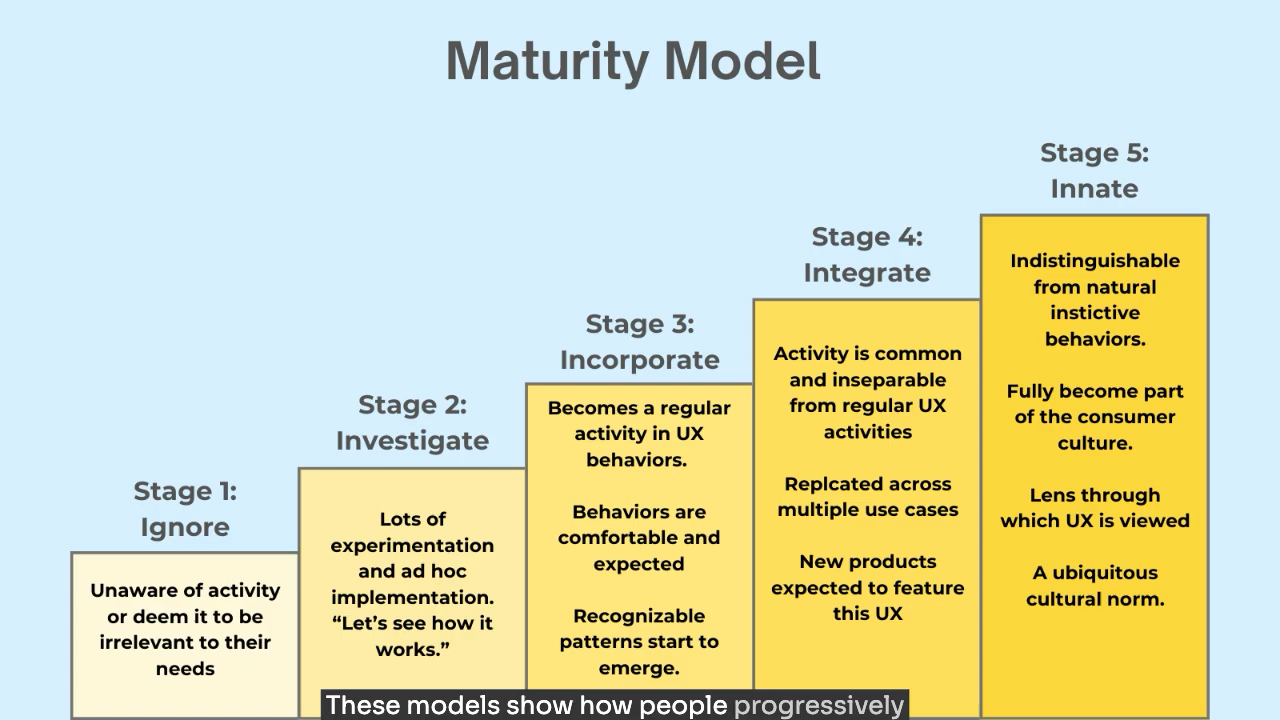 Maturity Model
Stage 1:
Ignore
Unaware of activity
or deem it to be
irrelevant to their
needs
Stage 2:
Investigate
Lots of
experimentation
and ad hoc
implementation.
“Let’s see how it
works.”
Stage 3:
Incorporate
Becomes a regular
activity in UX
behaviors.
Behaviors are
comfortable and
expected
Recognizable
patterns start to
emerge.
Stage 4:
Integrate
Activity is common
and inseparable
from regular UX
activities
Replcated across
multiple use cases
New products
expected to feature
this UX
Stage 5:
Innate
Indistinguishable
from natural
instictive
behaviors.
Fully become part
of the consumer
culture.
Lens through
which UX is viewed
A ubiquitous
cultural norm.
These models show how people progressively